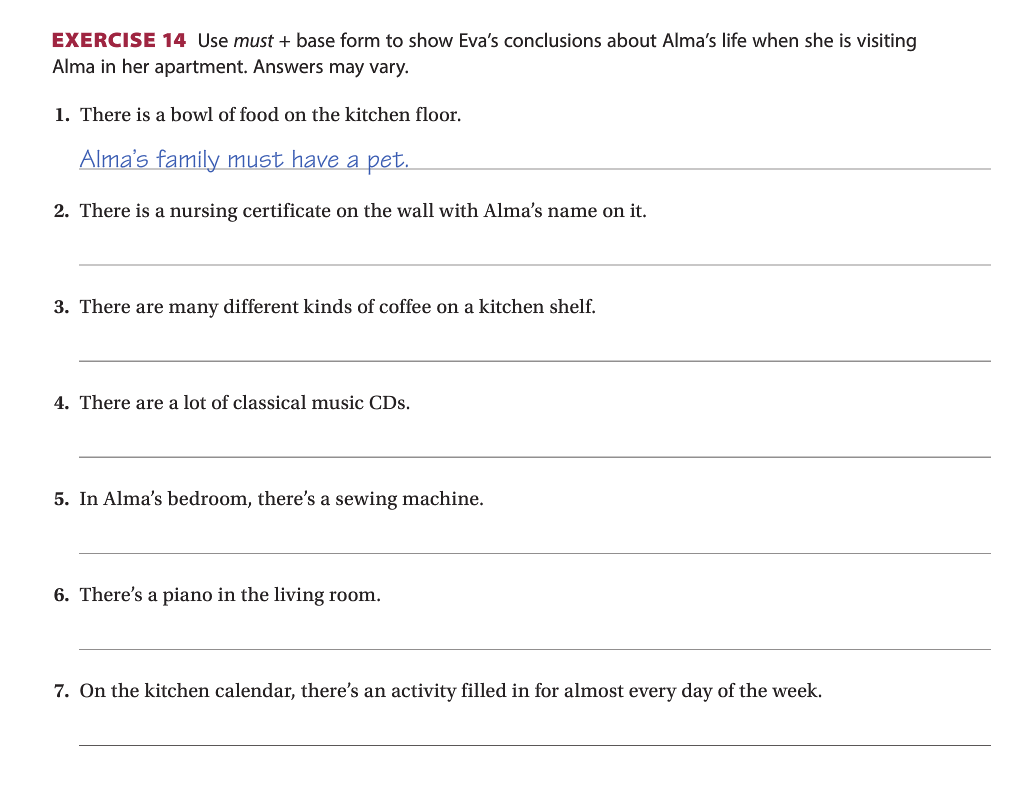 EXERCISE 14 Use must + base form to show Eva’s conclusions about Alma’s life when she is visiting
Alma in her apartment. Answers may vary.
1. There is a bowl of food on the kitchen floor.
Alma’s family must have a pet.
2. There is a nursing certificate on the wall with Alma’s name on it.
3. There are many different kinds of coffee on a kitchen shelf.
4. There are a lot of classical music CDs.
5. In Alma’s bedroom, there’s a sewing machine.
6. There’s a piano in the living room.
7. On the kitchen calendar, there’s an activity filled in for almost every day of the week.